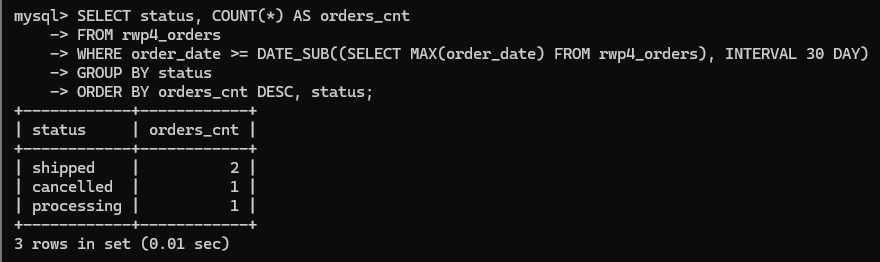 mysql> SELECT status, COUNT(*) AS orders_cnt
    -> FROM rwp4_orders
    -> WHERE order_date >= DATE_SUB((SELECT MAX(order_date) FROM rwp4_orders), INTERVAL 30 DAY)
    -> GROUP BY status
    -> ORDER BY orders_cnt DESC, status;
+------------+------------+
| status     | orders_cnt |
+------------+------------+
| shipped    |          2 |
| cancelled  |          1 |
| processing |          1 |
+------------+------------+
3 rows in set (0.01 sec)